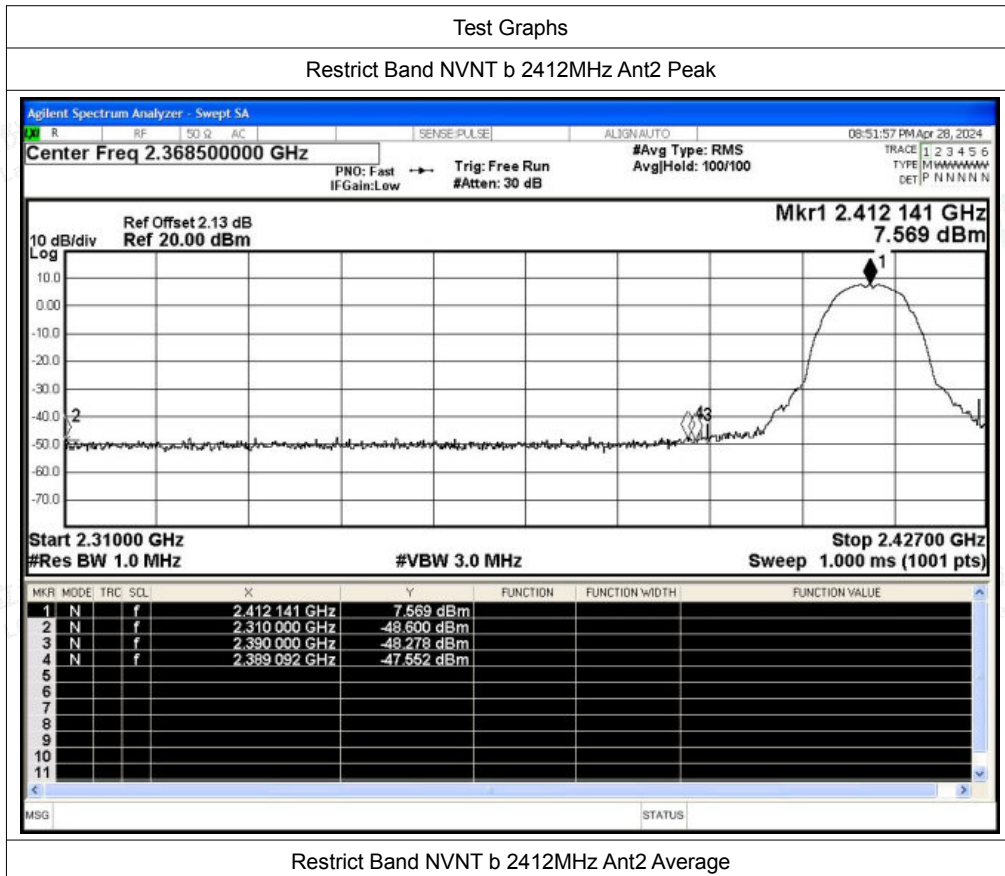 Test Graphs
Restrict Band NVNT b 2412MHz Ant2 Peak
Agilent Spectrum Analyzer - Swept SA
LXI R RF 50 Ω AC SENSE:PULSE ALIGNAUTO 08:51:57 PM Apr 28, 2024
Center Freq 2.368500000 GHz #Avg Type: RMS TRACE 1 2 3 4 5 6
PNO: Fast Trig: Free Run Avg|Hold: 100/100 TYPE M WWWWW
IFGain:Low #Atten: 30 dB DET P N N N N N
Mkr1 2.412 141 GHz
Ref Offset 2.13 dB 7.569 dBm
10 dB/div Ref 20.00 dBm
Log
1
10.0
0.00
-10.0
-20.0
-30.0
-40.0 2 43
-50.0
-60.0
-70.0
Start 2.31000 GHz Stop 2.42700 GHz
#Res BW 1.0 MHz #VBW 3.0 MHz Sweep 1.000 ms (1001 pts)
MKR MODE TRC SCL X Y FUNCTION FUNCTION WIDTH FUNCTION VALUE
1 N f 2.412 141 GHz 7.569 dBm
2 N f 2.310 000 GHz -48.600 dBm
3 N f 2.390 000 GHz -48.278 dBm
4 N f 2.389 092 GHz -47.552 dBm
5
6
7
8
9
10
11
MSG STATUS
Restrict Band NVNT b 2412MHz Ant2 Average